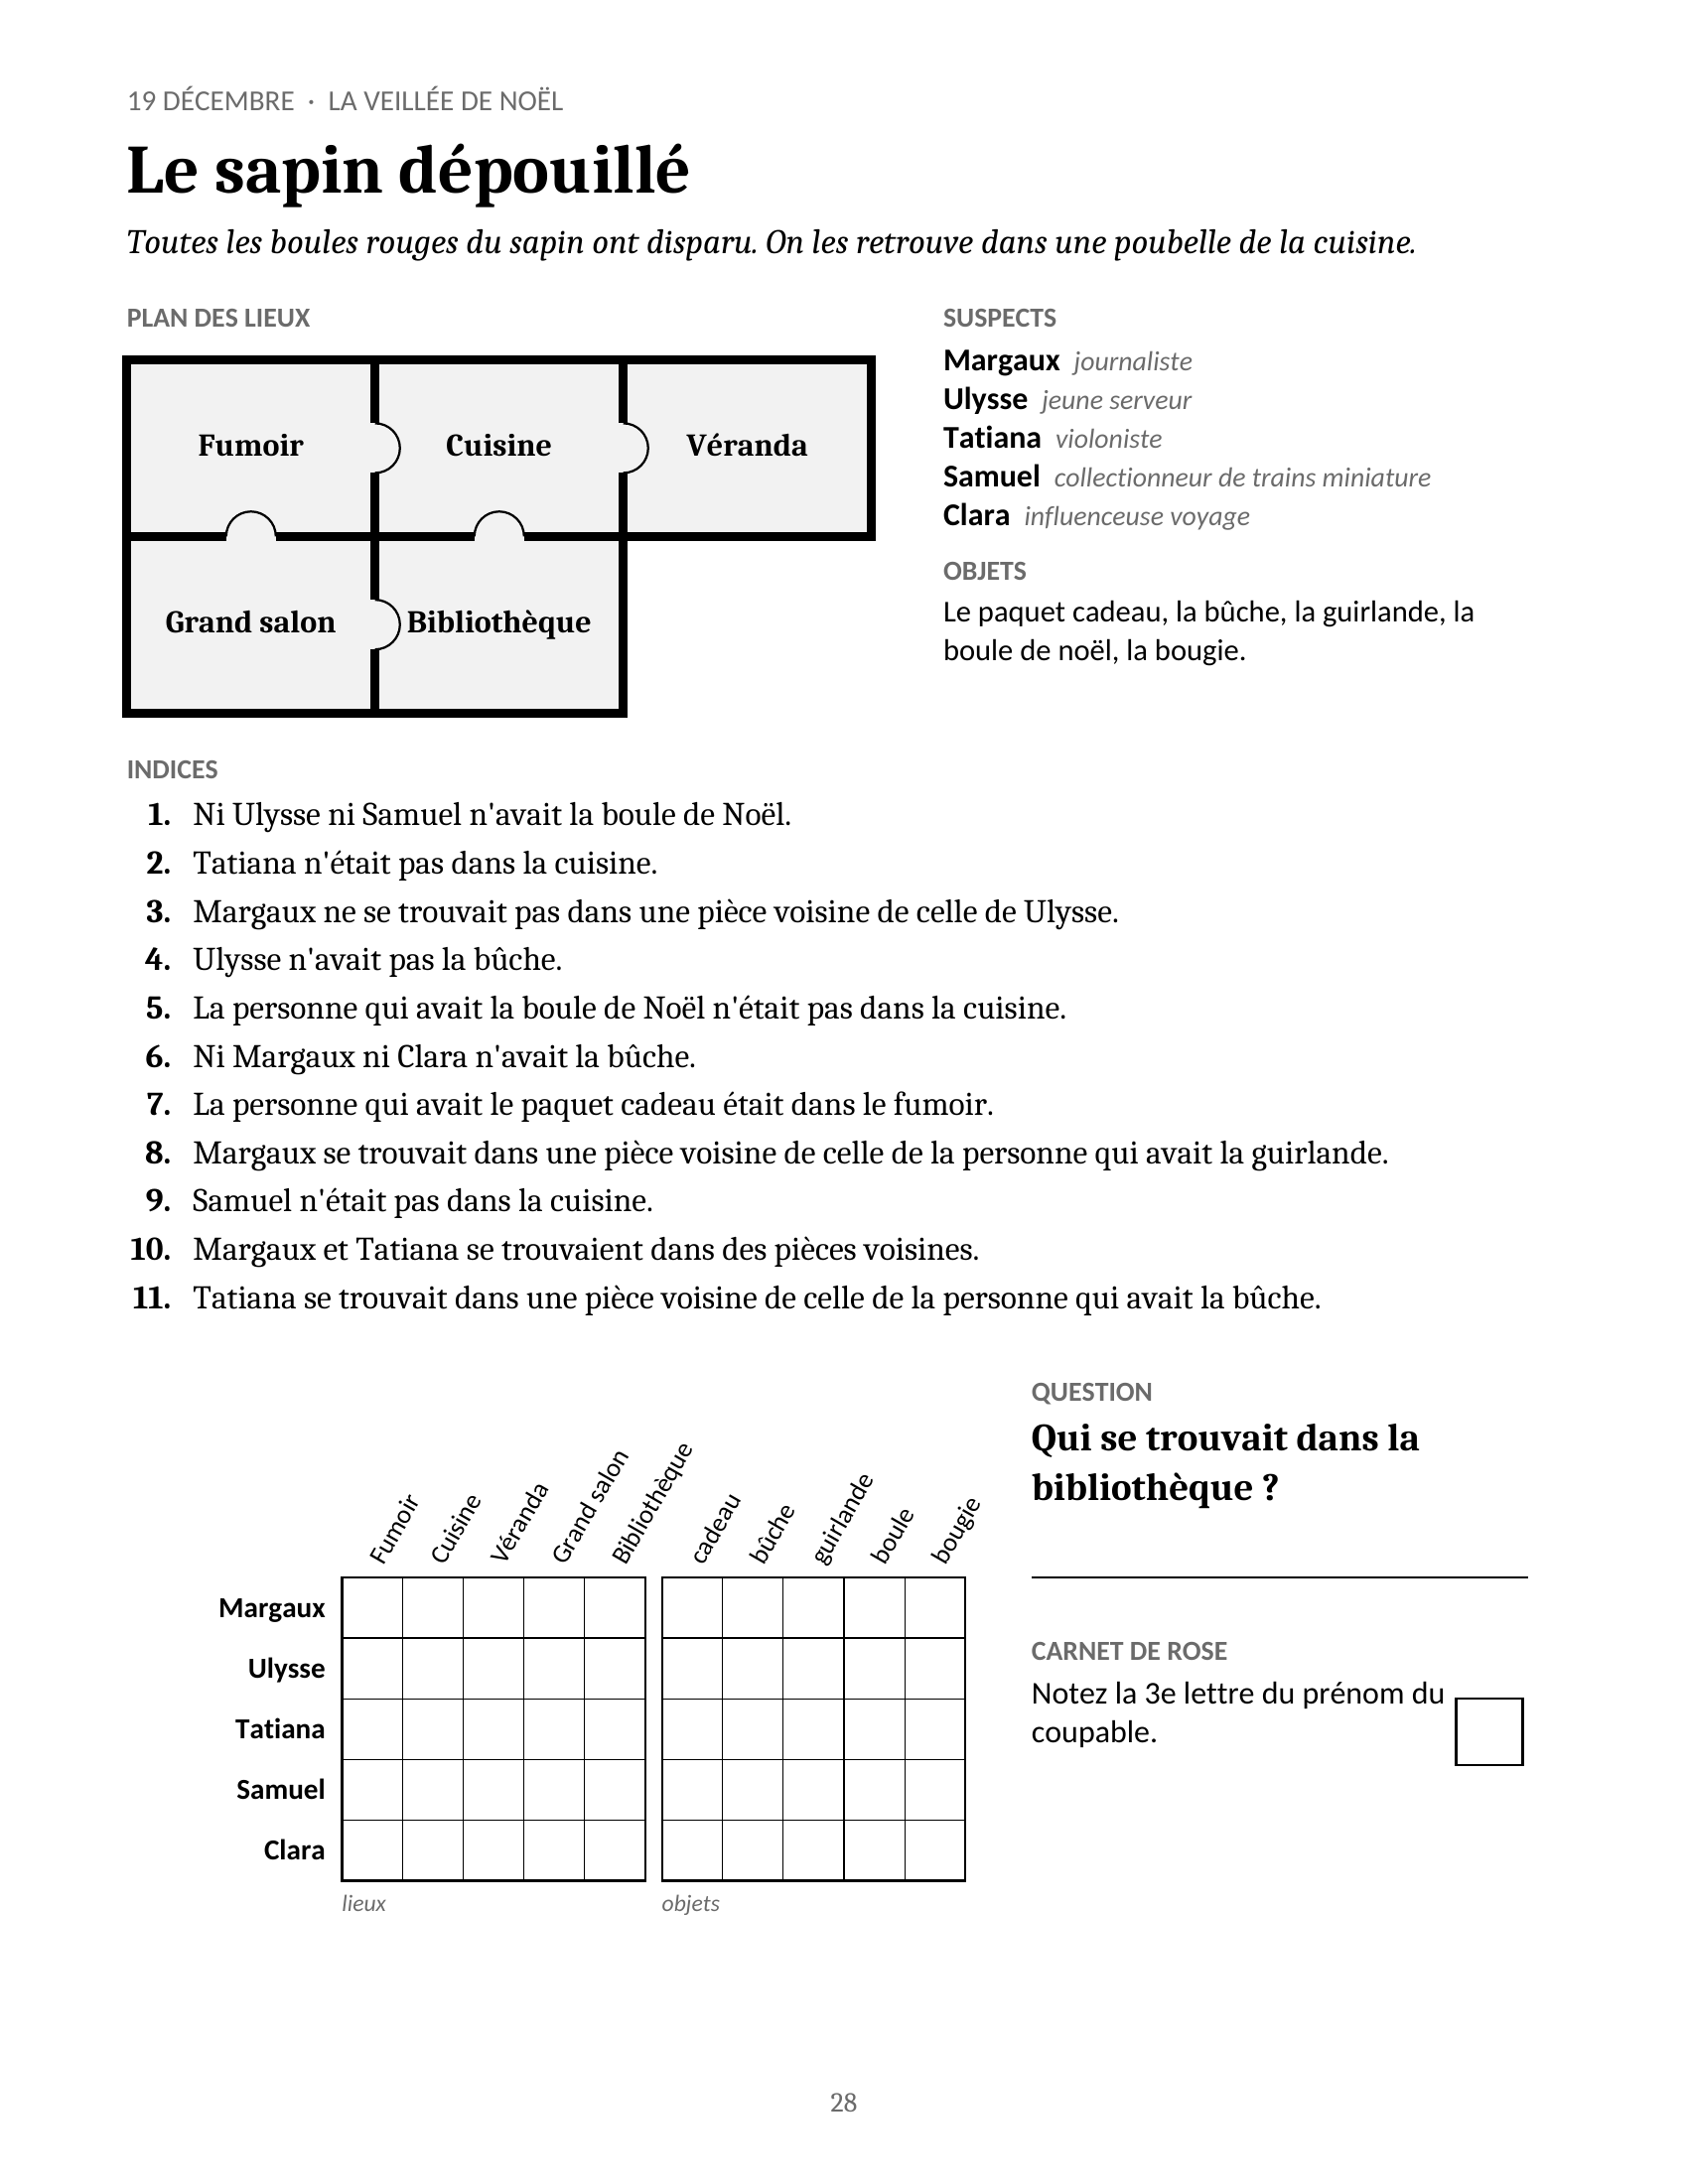 19 DÉCEMBRE · LA VEILLÉE DE NOËL
Le sapin dépouillé
Toutes les boules rouges du sapin ont disparu. On les retrouve dans une poubelle de la cuisine.
PLAN DES LIEUX
Fumoir
Cuisine
Véranda
Grand salon
Bibliothèque
SUSPECTS
Margaux journaliste
Ulysse jeune serveur
Tatiana violoniste
Samuel collectionneur de trains miniature
Clara influenceuse voyage
OBJETS
Le paquet cadeau, la bûche, la guirlande, la
boule de noël, la bougie.
INDICES
1. Ni Ulysse ni Samuel n'avait la boule de Noël.
2. Tatiana n'était pas dans la cuisine.
3. Margaux ne se trouvait pas dans une pièce voisine de celle de Ulysse.
4. Ulysse n'avait pas la bûche.
5. La personne qui avait la boule de Noël n'était pas dans la cuisine.
6. Ni Margaux ni Clara n'avait la bûche.
7. La personne qui avait le paquet cadeau était dans le fumoir.
8. Margaux se trouvait dans une pièce voisine de celle de la personne qui avait la guirlande.
9. Samuel n'était pas dans la cuisine.
10. Margaux et Tatiana se trouvaient dans des pièces voisines.
11. Tatiana se trouvait dans une pièce voisine de celle de la personne qui avait la bûche.
Fumoir
Cuisine
Véranda
Grand salon
Bibliothèque
cadeau
bûche
guirlande
boule
bougie
Margaux
Ulysse
Tatiana
Samuel
Clara
lieux
objets
QUESTION
Qui se trouvait dans la
bibliothèque ?
CARNET DE ROSE
Notez la 3e lettre du prénom du
coupable.
28